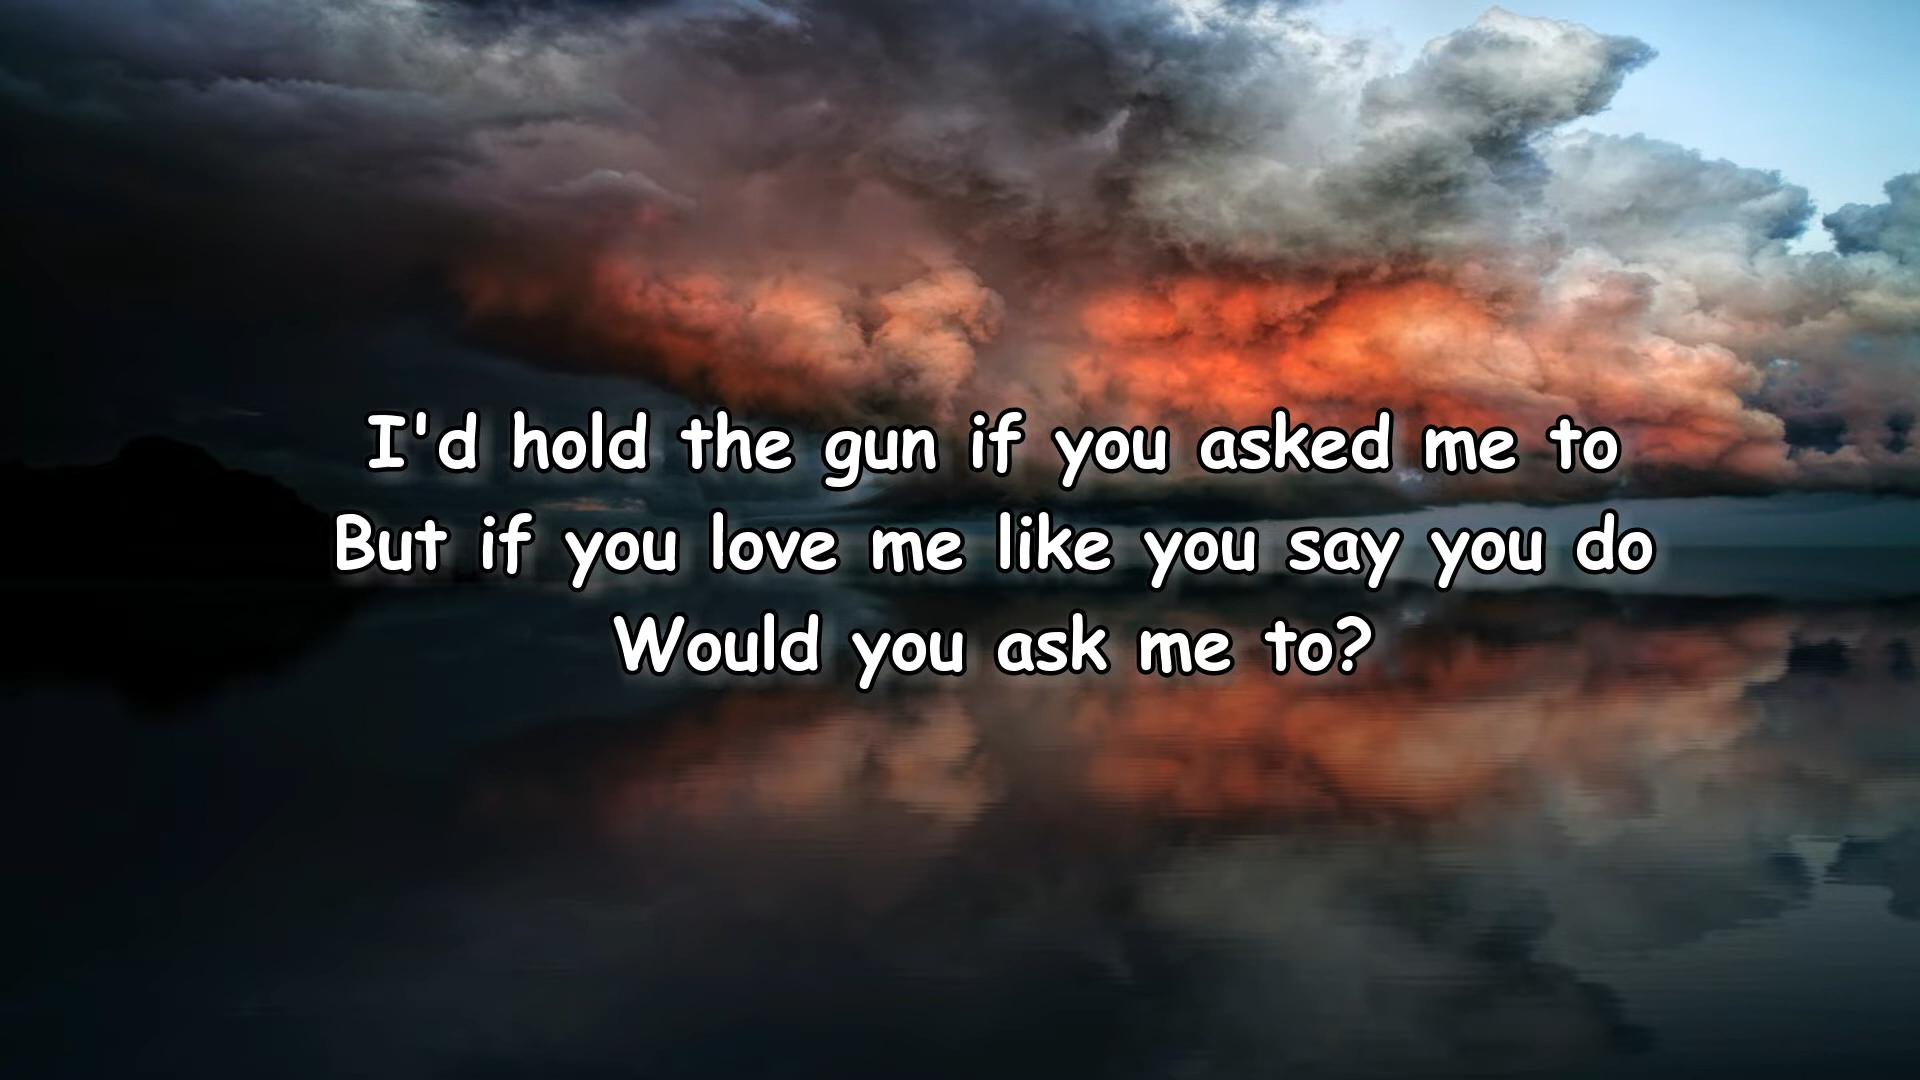 I'd hold the gun if you asked me to
But if you love me like you say you do
Would you ask me to?